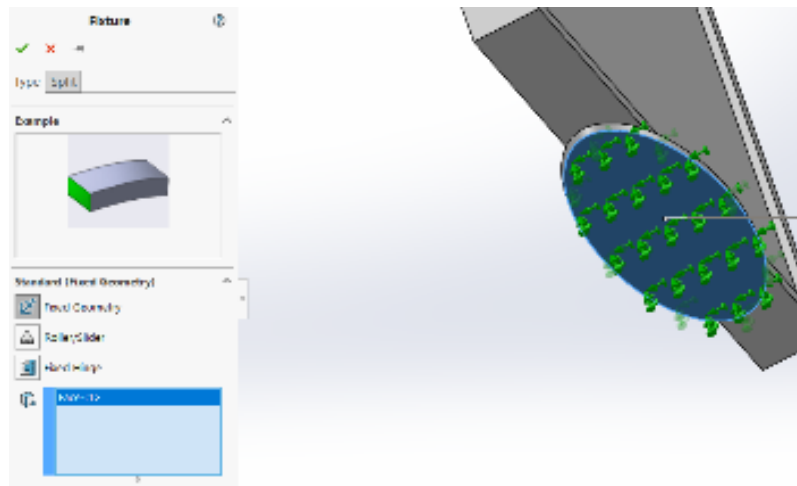 Fixture
Type Split
Example
Standard (Fixed Geometry)
Fixed Geometry
Roller/Slider
Fixed Hinge